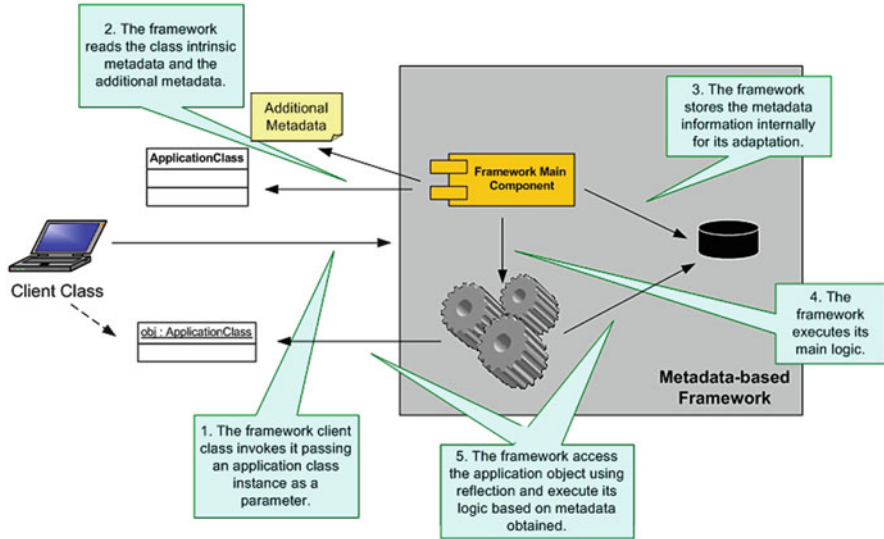 2. The framework
reads the class intrinsic
metadata and the
additional metadata.
Additional
Metadata
3. The framework
stores the metadata
information internally
for its adaptation.
ApplicationClass
Framework Main
Component
Client Class
obj : ApplicationClass
4. The
framework
executes its
main logic.
Metadata-based
Framework
1. The framework client
class invokes it passing
an application class
instance as a
parameter.
5. The framework access
the application object using
reflection and execute its
logic based on metadata
obtained.